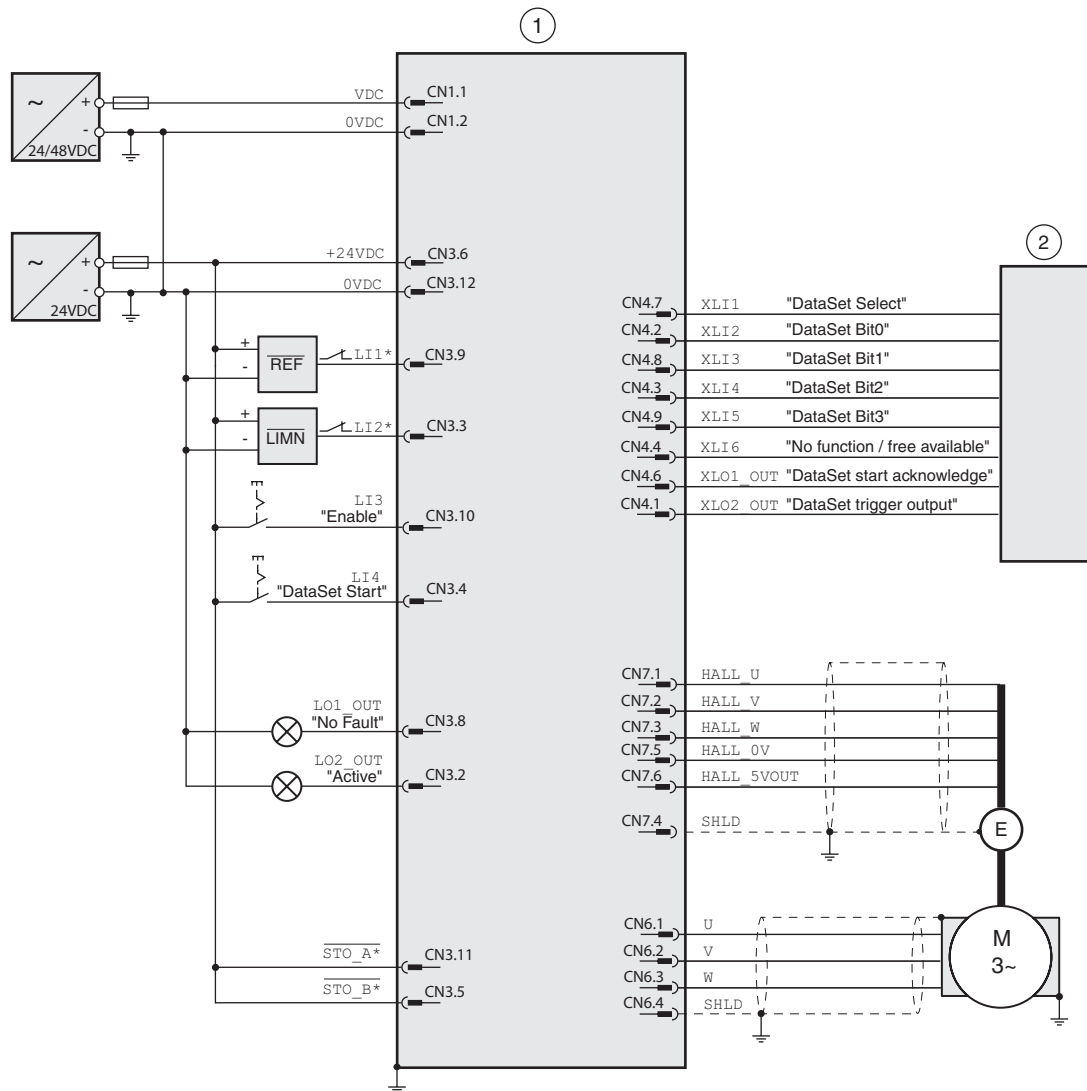 1
~
+
-
24/48VDC
VDC
CN1.1
0VDC
CN1.2
~
+
-
24VDC
+24VDC
CN3.6
0VDC
CN3.12
+
-
REF
LI1*
CN3.9
+
-
LIMN
LI2*
CN3.3
LI3
"Enable"
CN3.10
LI4
"DataSet Start"
CN3.4
LO1_OUT
"No Fault"
CN3.8
LO2_OUT
"Active"
CN3.2
STO_A*
CN3.11
STO_B*
CN3.5
2
CN4.7 XLI1 "DataSet Select"
CN4.2 XLI2 "DataSet Bit0"
CN4.8 XLI3 "DataSet Bit1"
CN4.3 XLI4 "DataSet Bit2"
CN4.9 XLI5 "DataSet Bit3"
CN4.4 XLI6 "No function / free available"
CN4.6 XLO1_OUT "DataSet start acknowledge"
CN4.1 XLO2_OUT "DataSet trigger output"
CN7.1 HALL_U
CN7.2 HALL_V
CN7.3 HALL_W
CN7.5 HALL_0V
CN7.6 HALL_5VOUT
CN7.4 SHLD
E
CN6.1 U
CN6.2 V
CN6.3 W
CN6.4 SHLD
M
3~